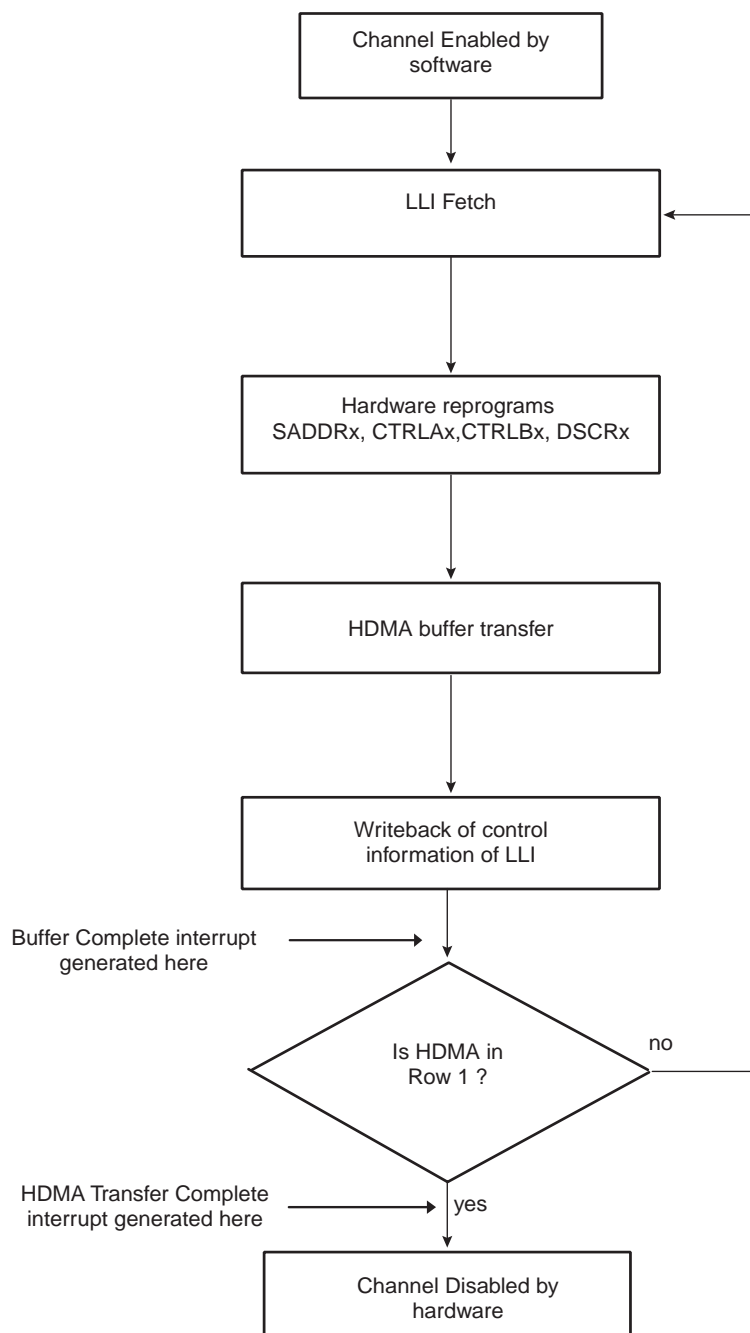 Channel Enabled by
software
LLI Fetch
Hardware reprograms
SADDRx, CTRLAx,CTRLBx, DSCRx
HDMA buffer transfer
Writeback of control
information of LLI
Buffer Complete interrupt
generated here
Is HDMA in
Row 1 ?
no
HDMA Transfer Complete
interrupt generated here
yes
Channel Disabled by
hardware